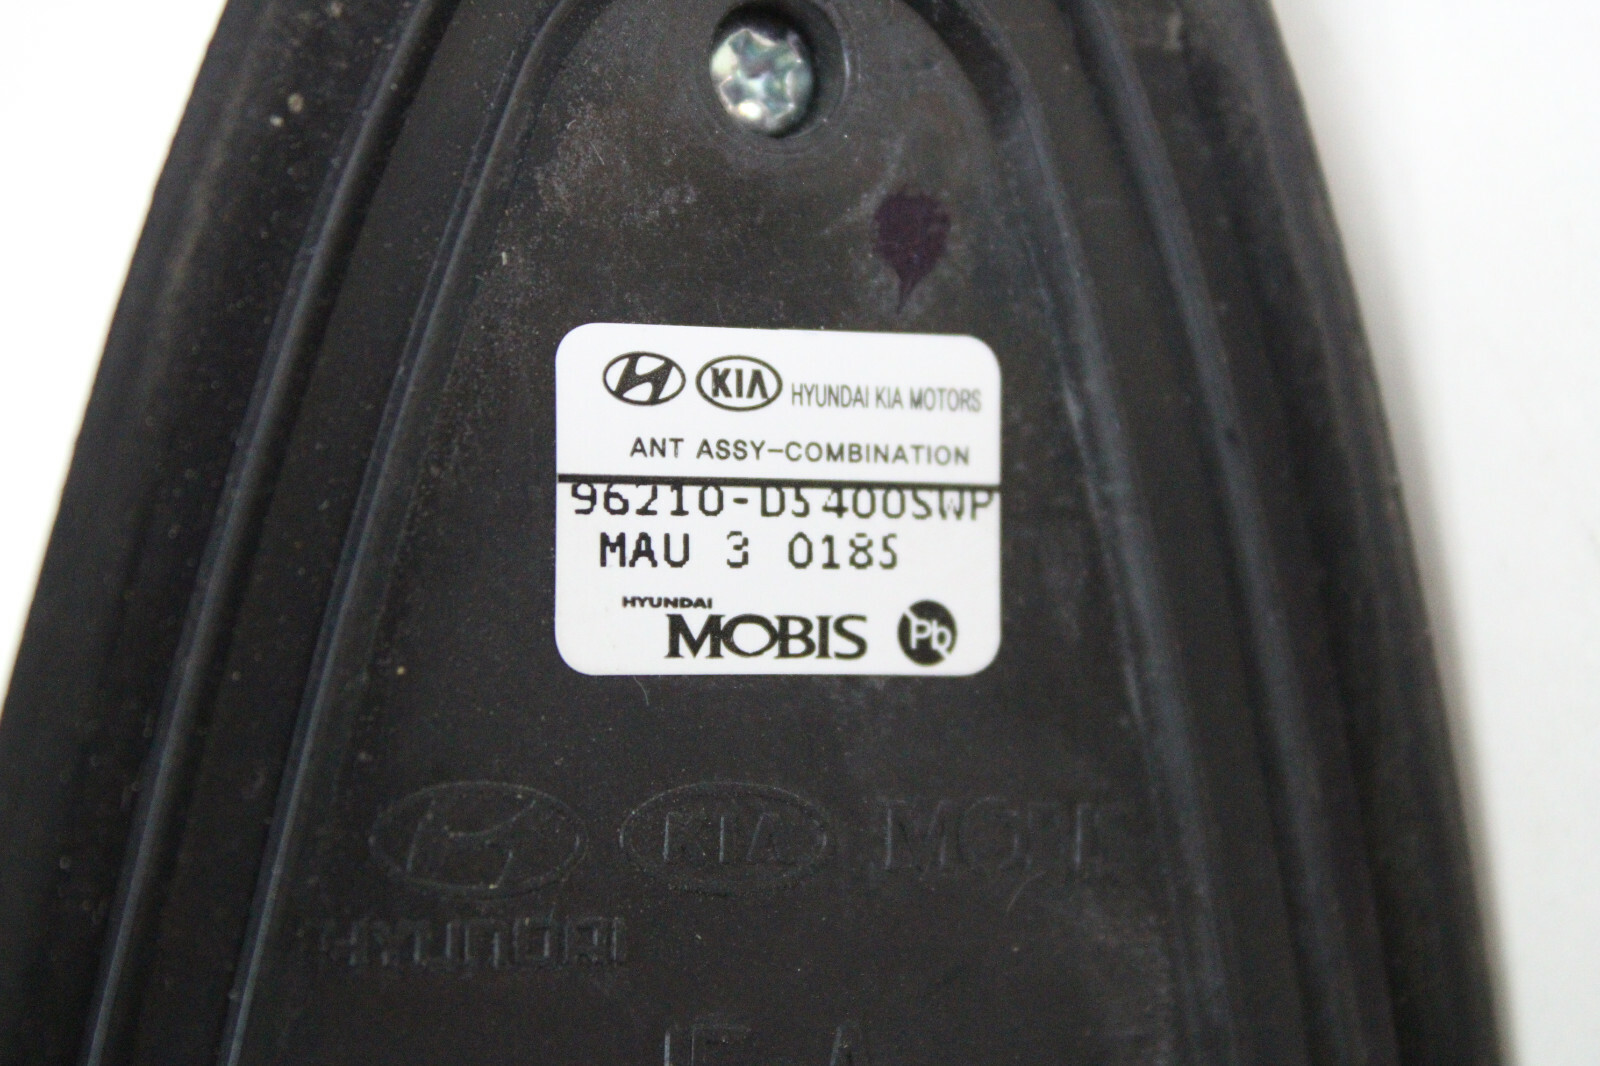 KIA HYUNDAI KIA MOTORS
ANT ASSY-COMBINATION
96210-D5400SWP
MAU 3 0185
HYUNDAI
MOBIS Pb
KIA